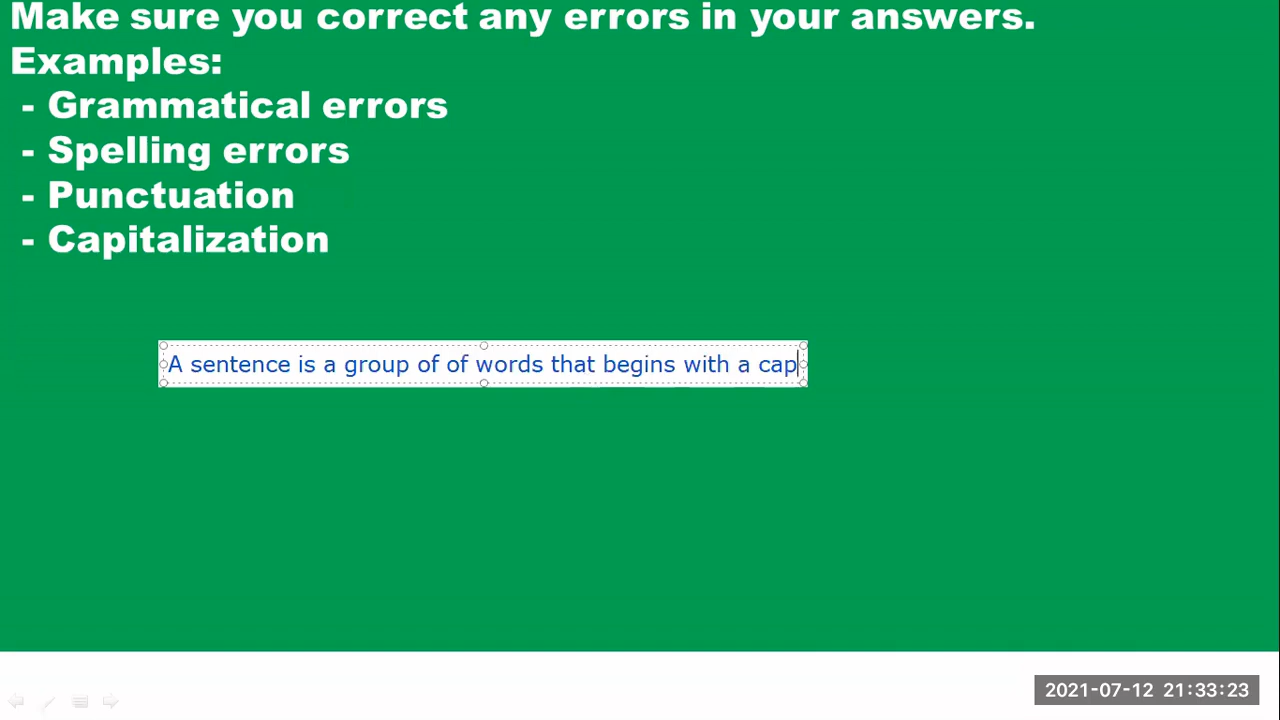 Make sure you correct any errors in your answers.
Examples:
- Grammatical errors
- Spelling errors
- Punctuation
- Capitalization
A sentence is a group of of words that begins with a cap
2021-07-12 21:33:23